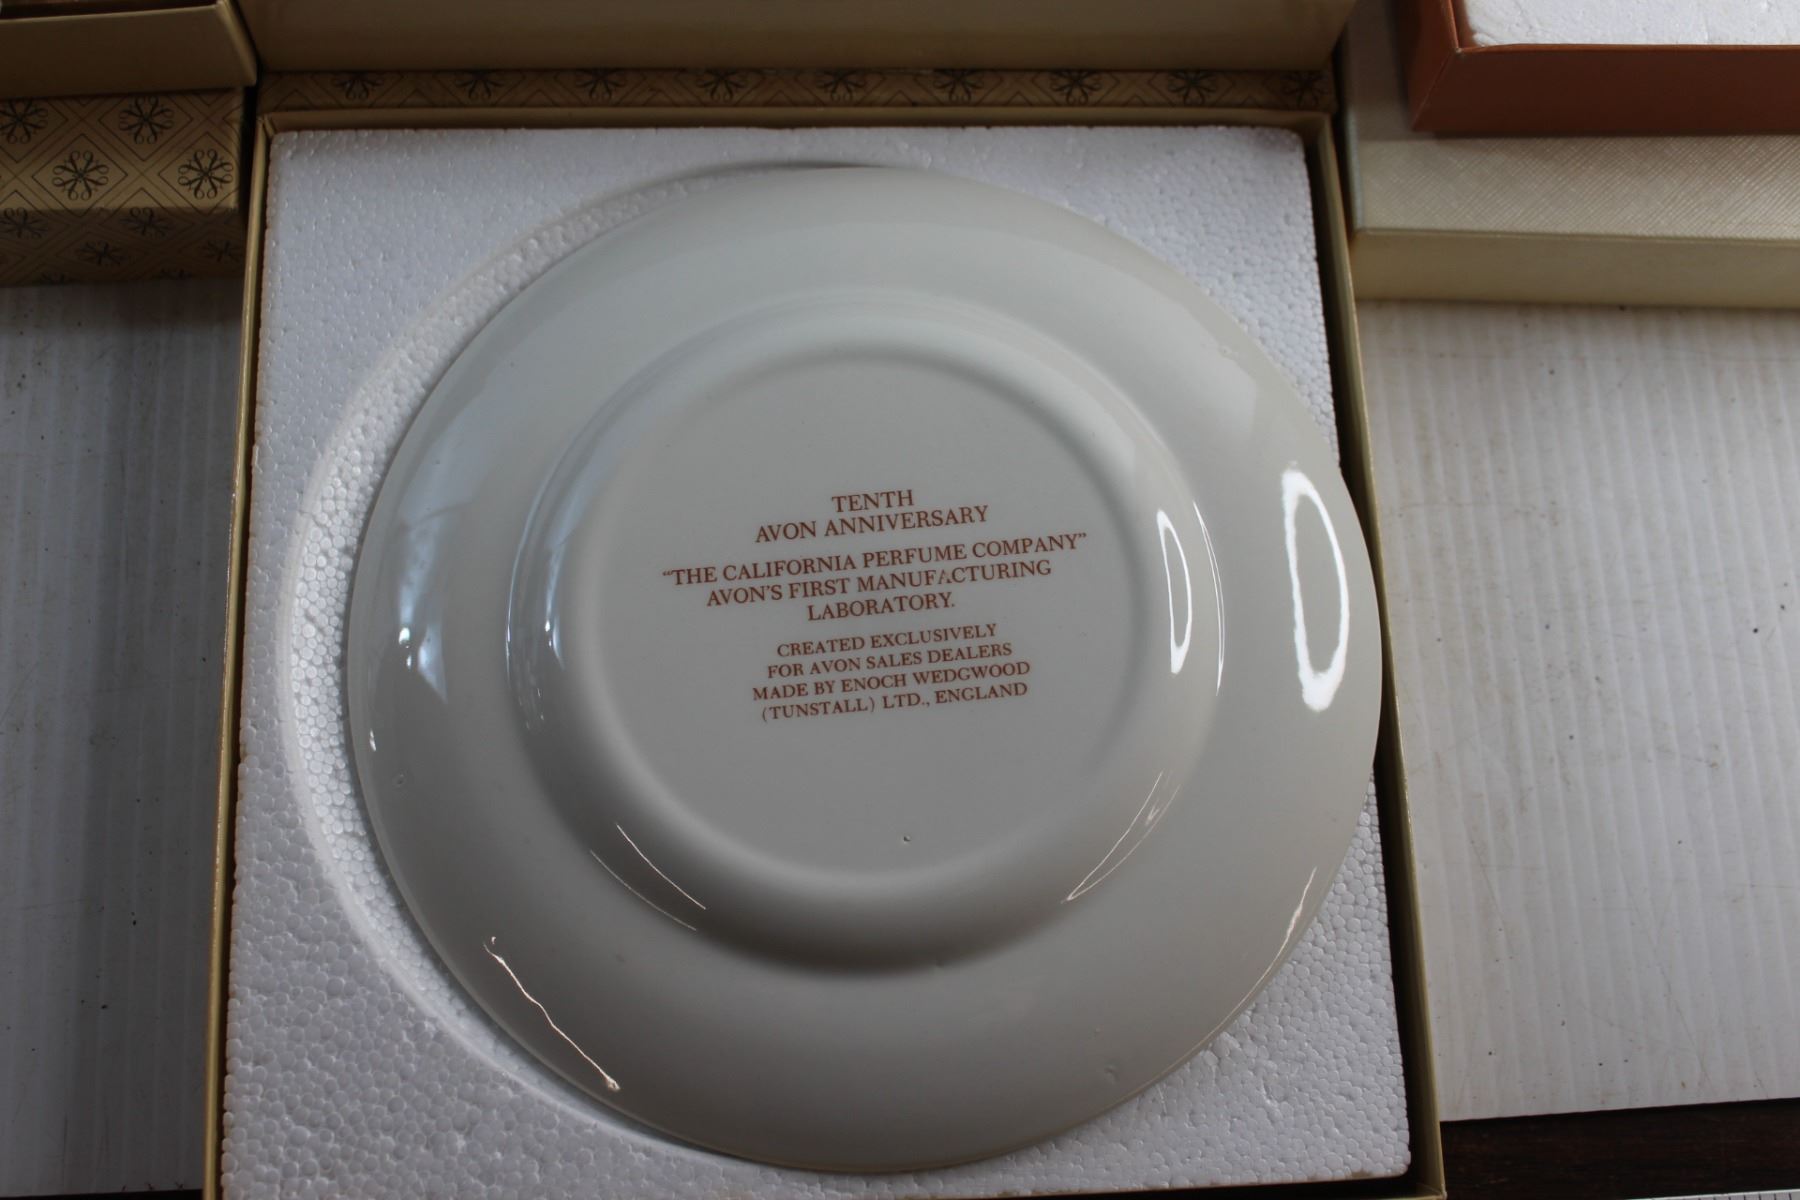 TENTH
AVON ANNIVERSARY
“THE CALIFORNIA PERFUME COMPANY”
AVON'S FIRST MANUFACTURING
LABORATORY.
CREATED EXCLUSIVELY
FOR AVON SALES DEALERS
MADE BY ENOCH WEDGWOOD
(TUNSTALL) LTD., ENGLAND